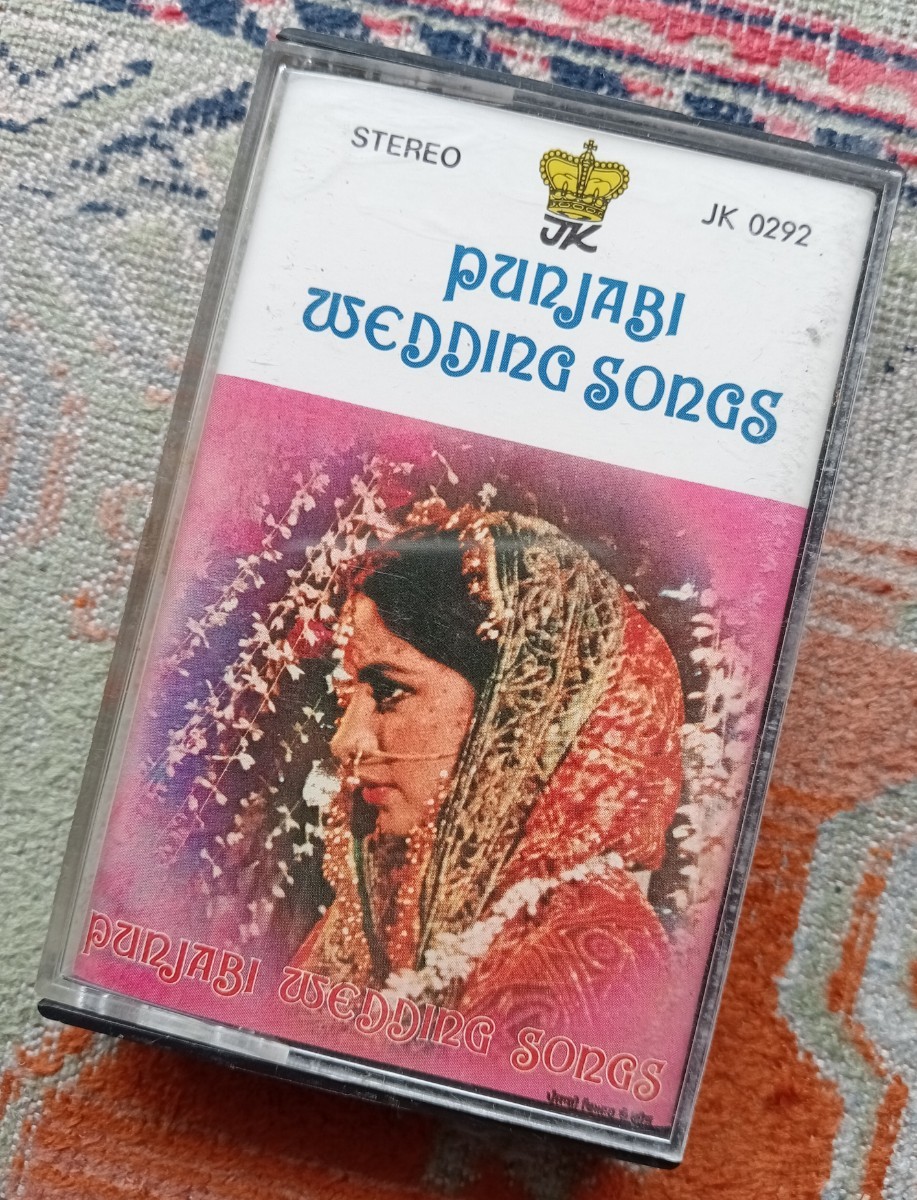 STEREO
JK
JK 0292
PUNJABI
WEDDING SONGS
PUNJABI WEDDING SONGS